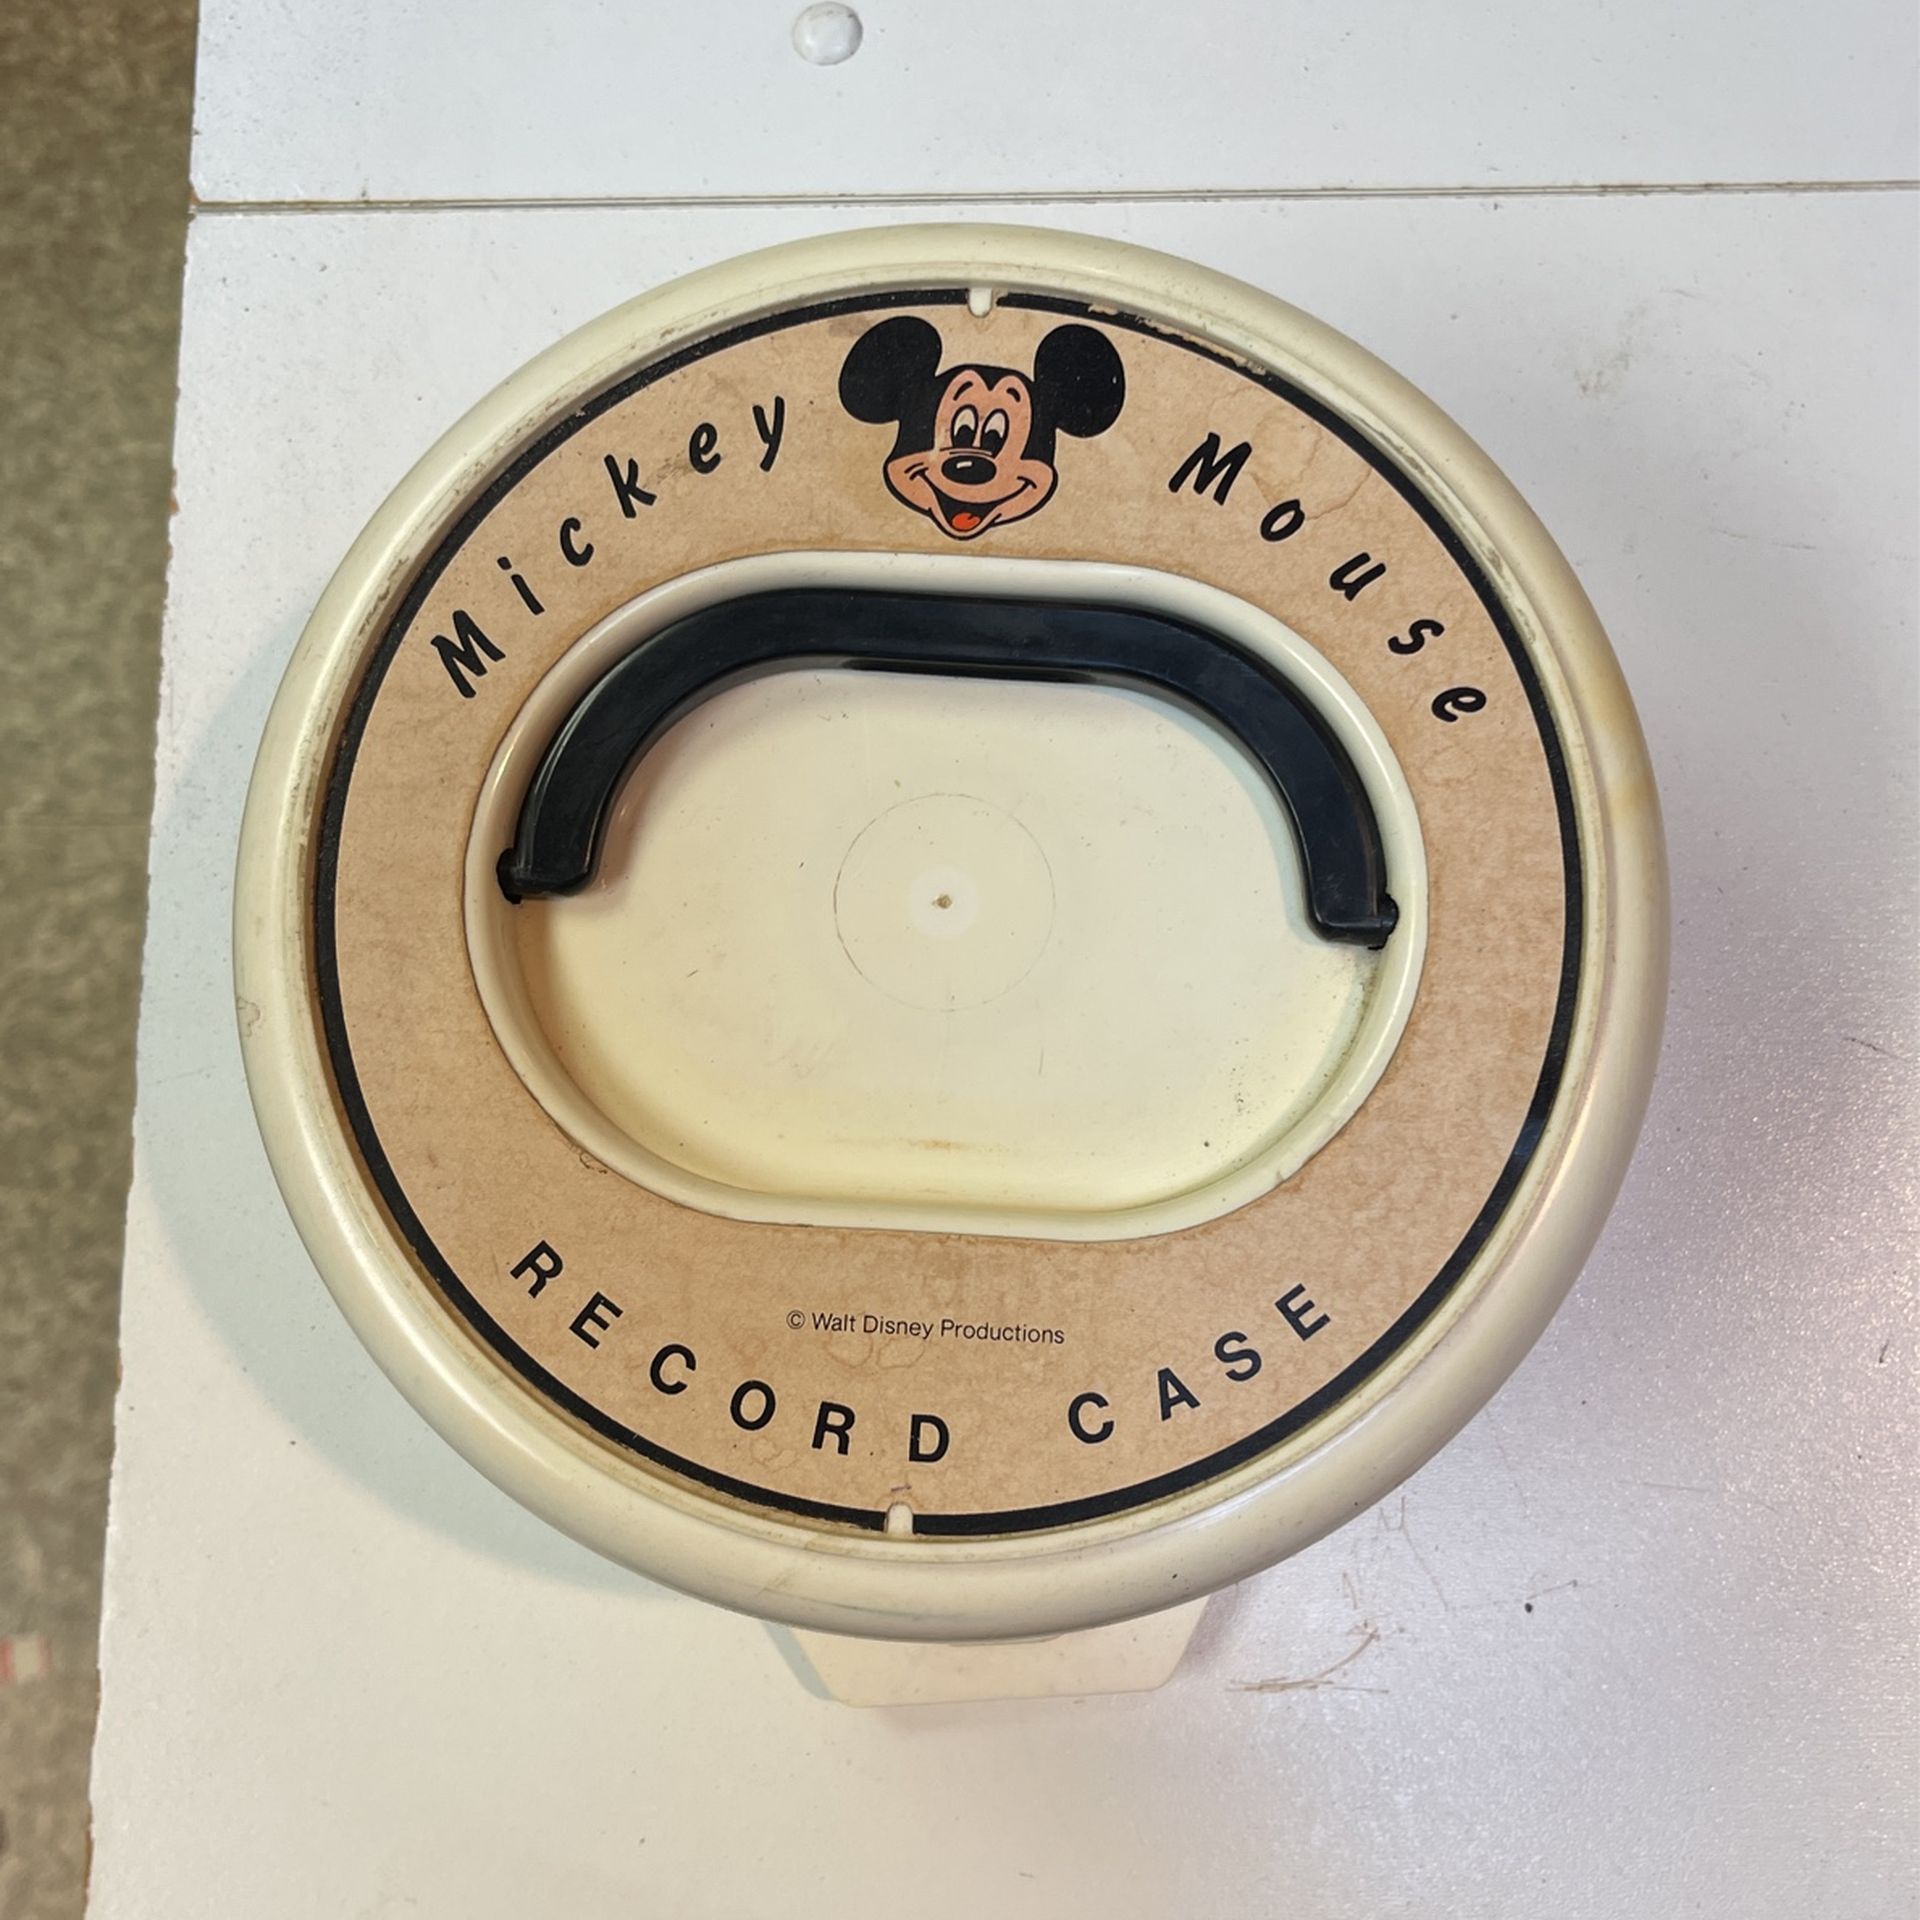 Mickey Mouse
© Walt Disney Productions
RECORD CASE